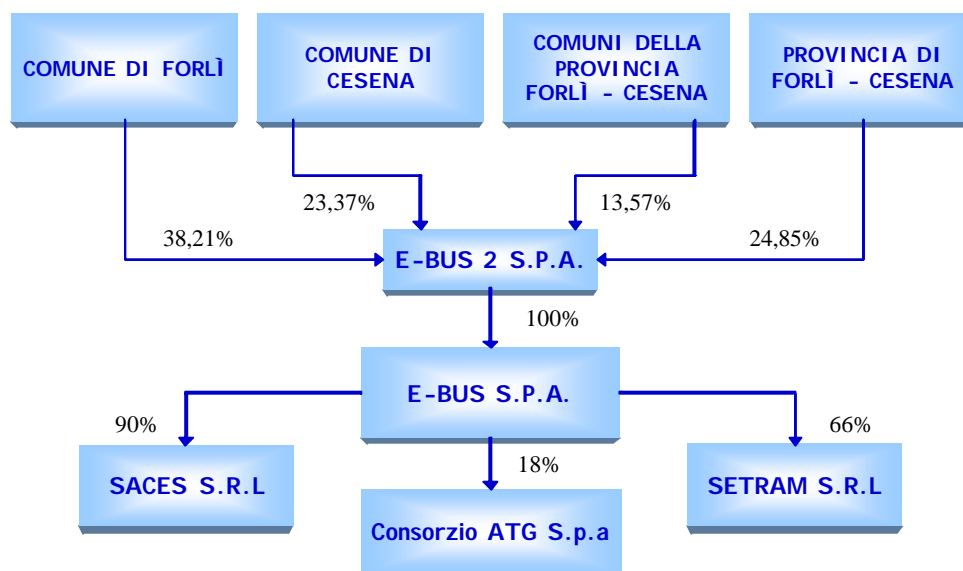 COMUNE DI FORLÌ
COMUNE DI
CESENA
COMUNI DELLA
PROVINCIA
FORLÌ - CESENA
PROVINCIA DI
FORLÌ - CESENA
23,37%
13,57%
38,21%
24,85%
E-BUS 2 S.P.A.
100%
E-BUS S.P.A.
90%
66%
18%
SACES S.R.L
SETRAM S.R.L
Consorzio ATG S.p.a